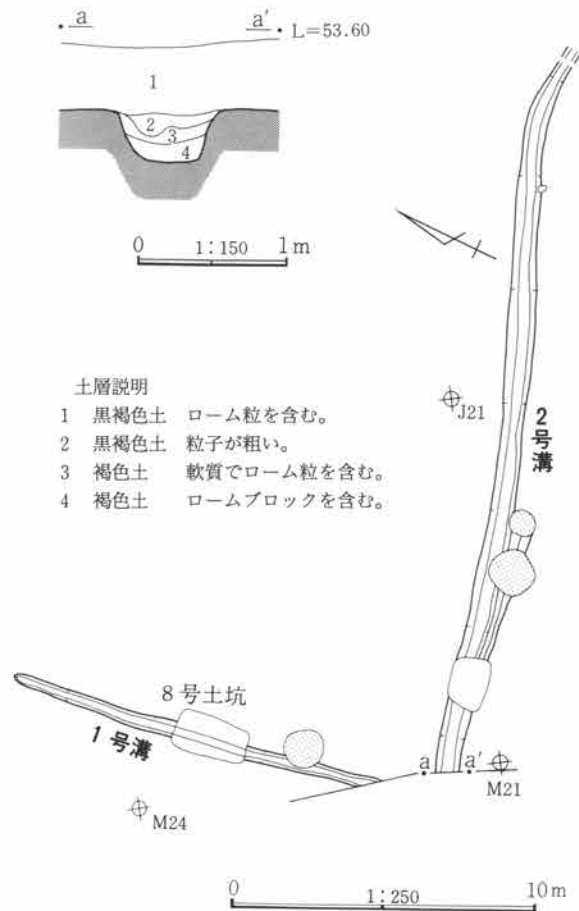 a a′ L＝53.60
1
2
3
4
0 1：150 1m
土層説明
1 黒褐色土 ローム粒を含む。
2 黒褐色土 粒子が粗い。
3 褐色土 軟質でローム粒を含む。
4 褐色土 ロームブロックを含む。
J21
2号溝
8号土坑
1号溝
a a′
M21
M24
0 1：250 10m